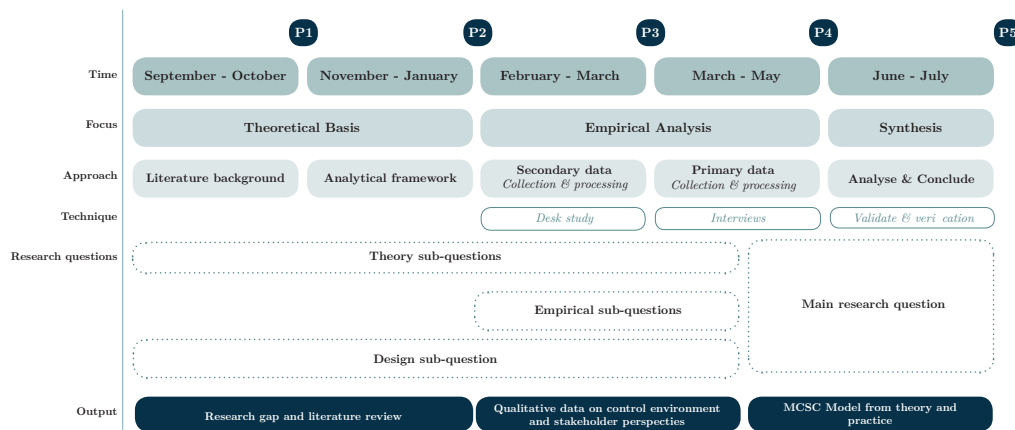 P1 P2 P3 P4 P5
Time September - October November - January February - March March - May June - July
Focus Theoretical Basis Empirical Analysis Synthesis
Approach Literature background Analytical framework Secondary data Collection & processing Primary data Collection & processing Analyse & Conclude
Technique Desk study Interviews Validate & veri cation
Research questions Theory sub-questions
Main research question
Empirical sub-questions
Design sub-question
Output Research gap and literature review Qualitative data on control environment and stakeholder perspecties MCSC Model from theory and practice